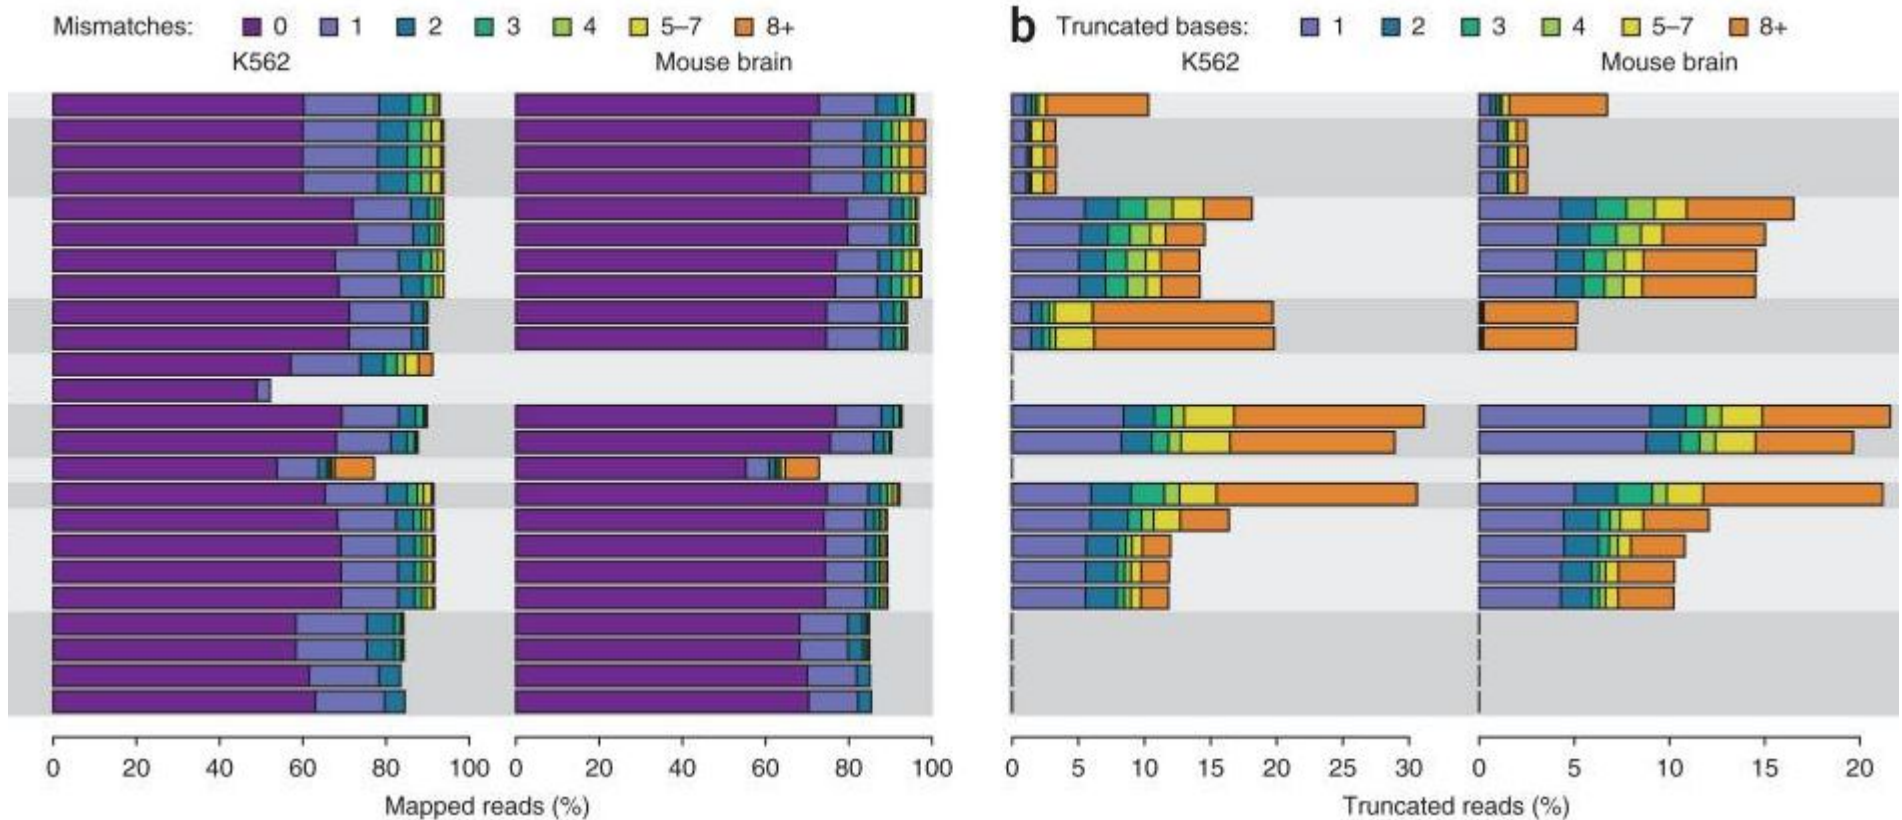 Mismatches: 0 1 2 3 4 5–7 8+
K562 Mouse brain
0 20 40 60 80 100 0 20 40 60 80 100
Mapped reads (%)
b Truncated bases: 1 2 3 4 5–7 8+
K562 Mouse brain
0 5 10 15 20 25 30 0 5 10 15 20
Truncated reads (%)